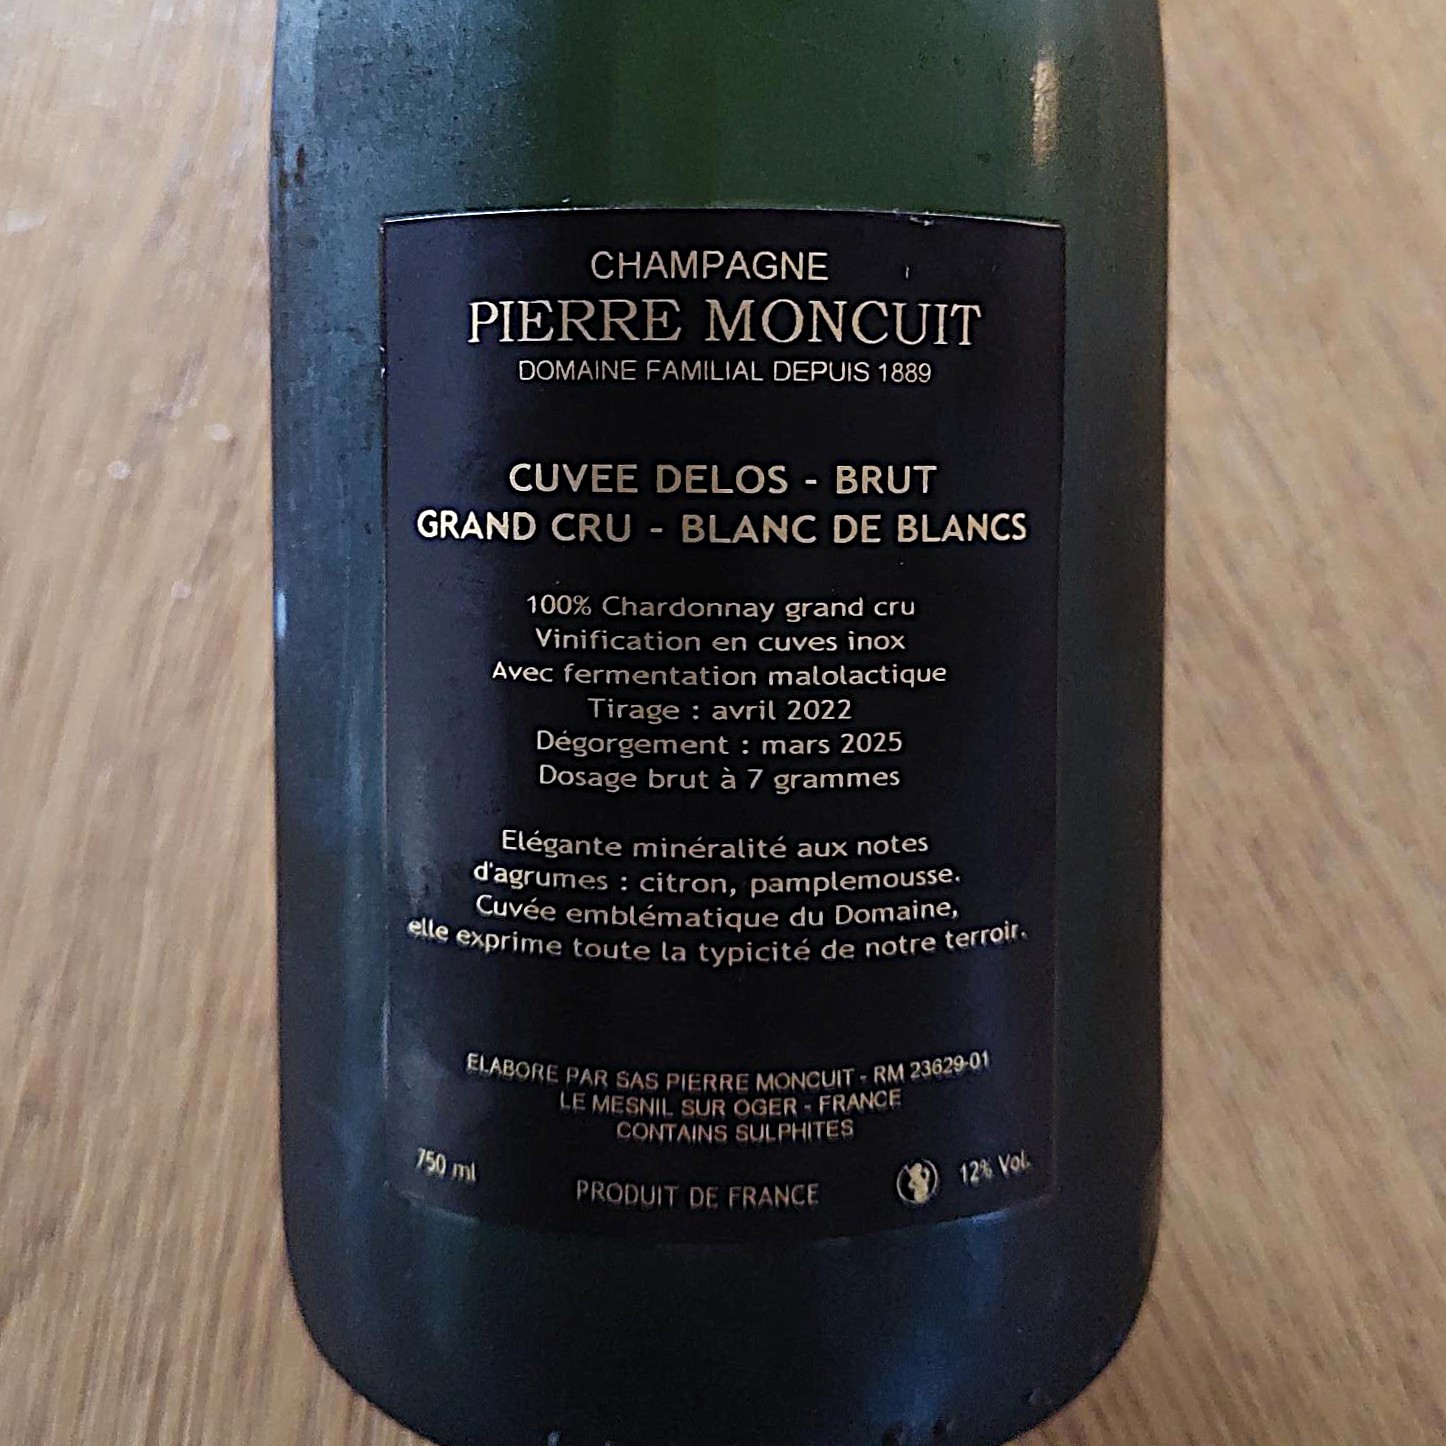 CHAMPAGNE
PIERRE MONCUIT
DOMAINE FAMILIAL DEPUIS 1889
CUVEE DELOS - BRUT
GRAND CRU - BLANC DE BLANCS
100% Chardonnay grand cru
Vinification en cuves inox
Avec fermentation malolactique
Tirage : avril 2022
Dégorgement : mars 2025
Dosage brut à 7 grammes
Elégante minéralité aux notes
d'agrumes : citron, pamplemousse.
Cuvée emblématique du Domaine,
elle exprime toute la typicité de notre terroir.
ELABORE PAR SAS PIERRE MONCUIT - RM 23629-01
LE MESNIL SUR OGER - FRANCE
CONTAINS SULPHITES
750 ml
PRODUIT DE FRANCE
12% Vol.